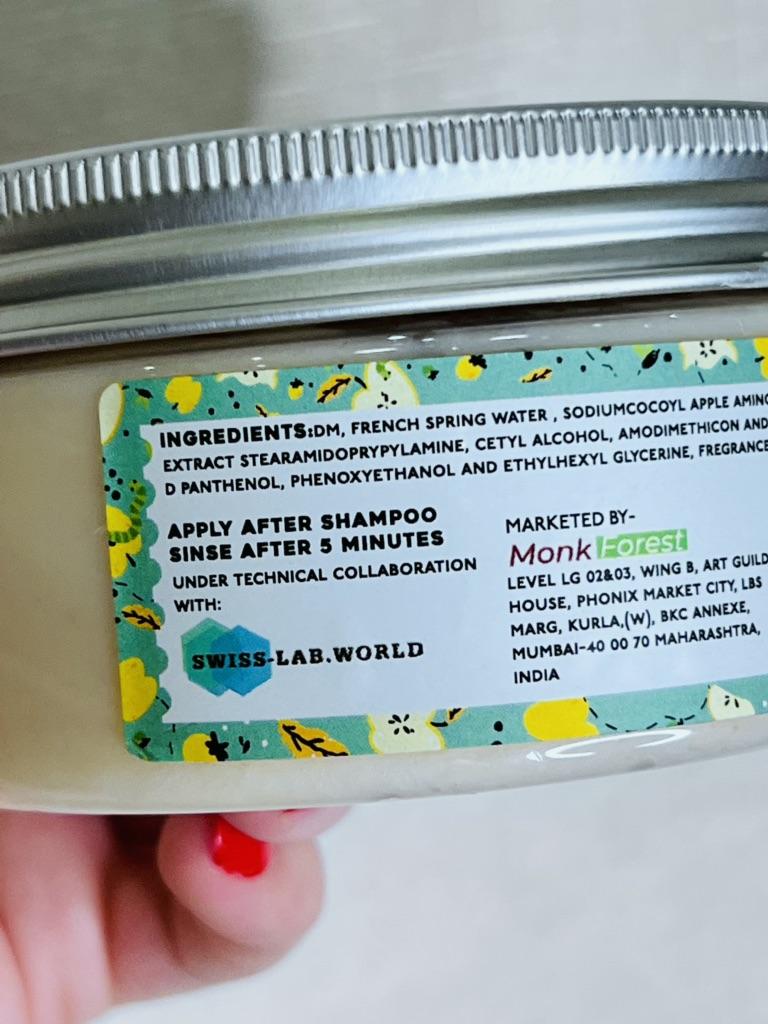 INGREDIENTS:DM, FRENCH SPRING WATER , SODIUMCOCOYL APPLE AMINO
EXTRACT STEARAMIDOPRYPYLAMINE, CETYL ALCOHOL, AMODIMETHICON AND
D PANTHENOL, PHENOXYETHANOL AND ETHYLHEXYL GLYCERINE, FREGRANCE
APPLY AFTER SHAMPOO
SINSE AFTER 5 MINUTES
UNDER TECHNICAL COLLABORATION
WITH:
SWISS-LAB.WORLD
MARKETED BY-
Monk Forest
LEVEL LG 02&03, WING B, ART GUILD
HOUSE, PHONIX MARKET CITY, LBS
MARG, KURLA,(W), BKC ANNEXE,
MUMBAI-40 00 70 MAHARASHTRA,
INDIA